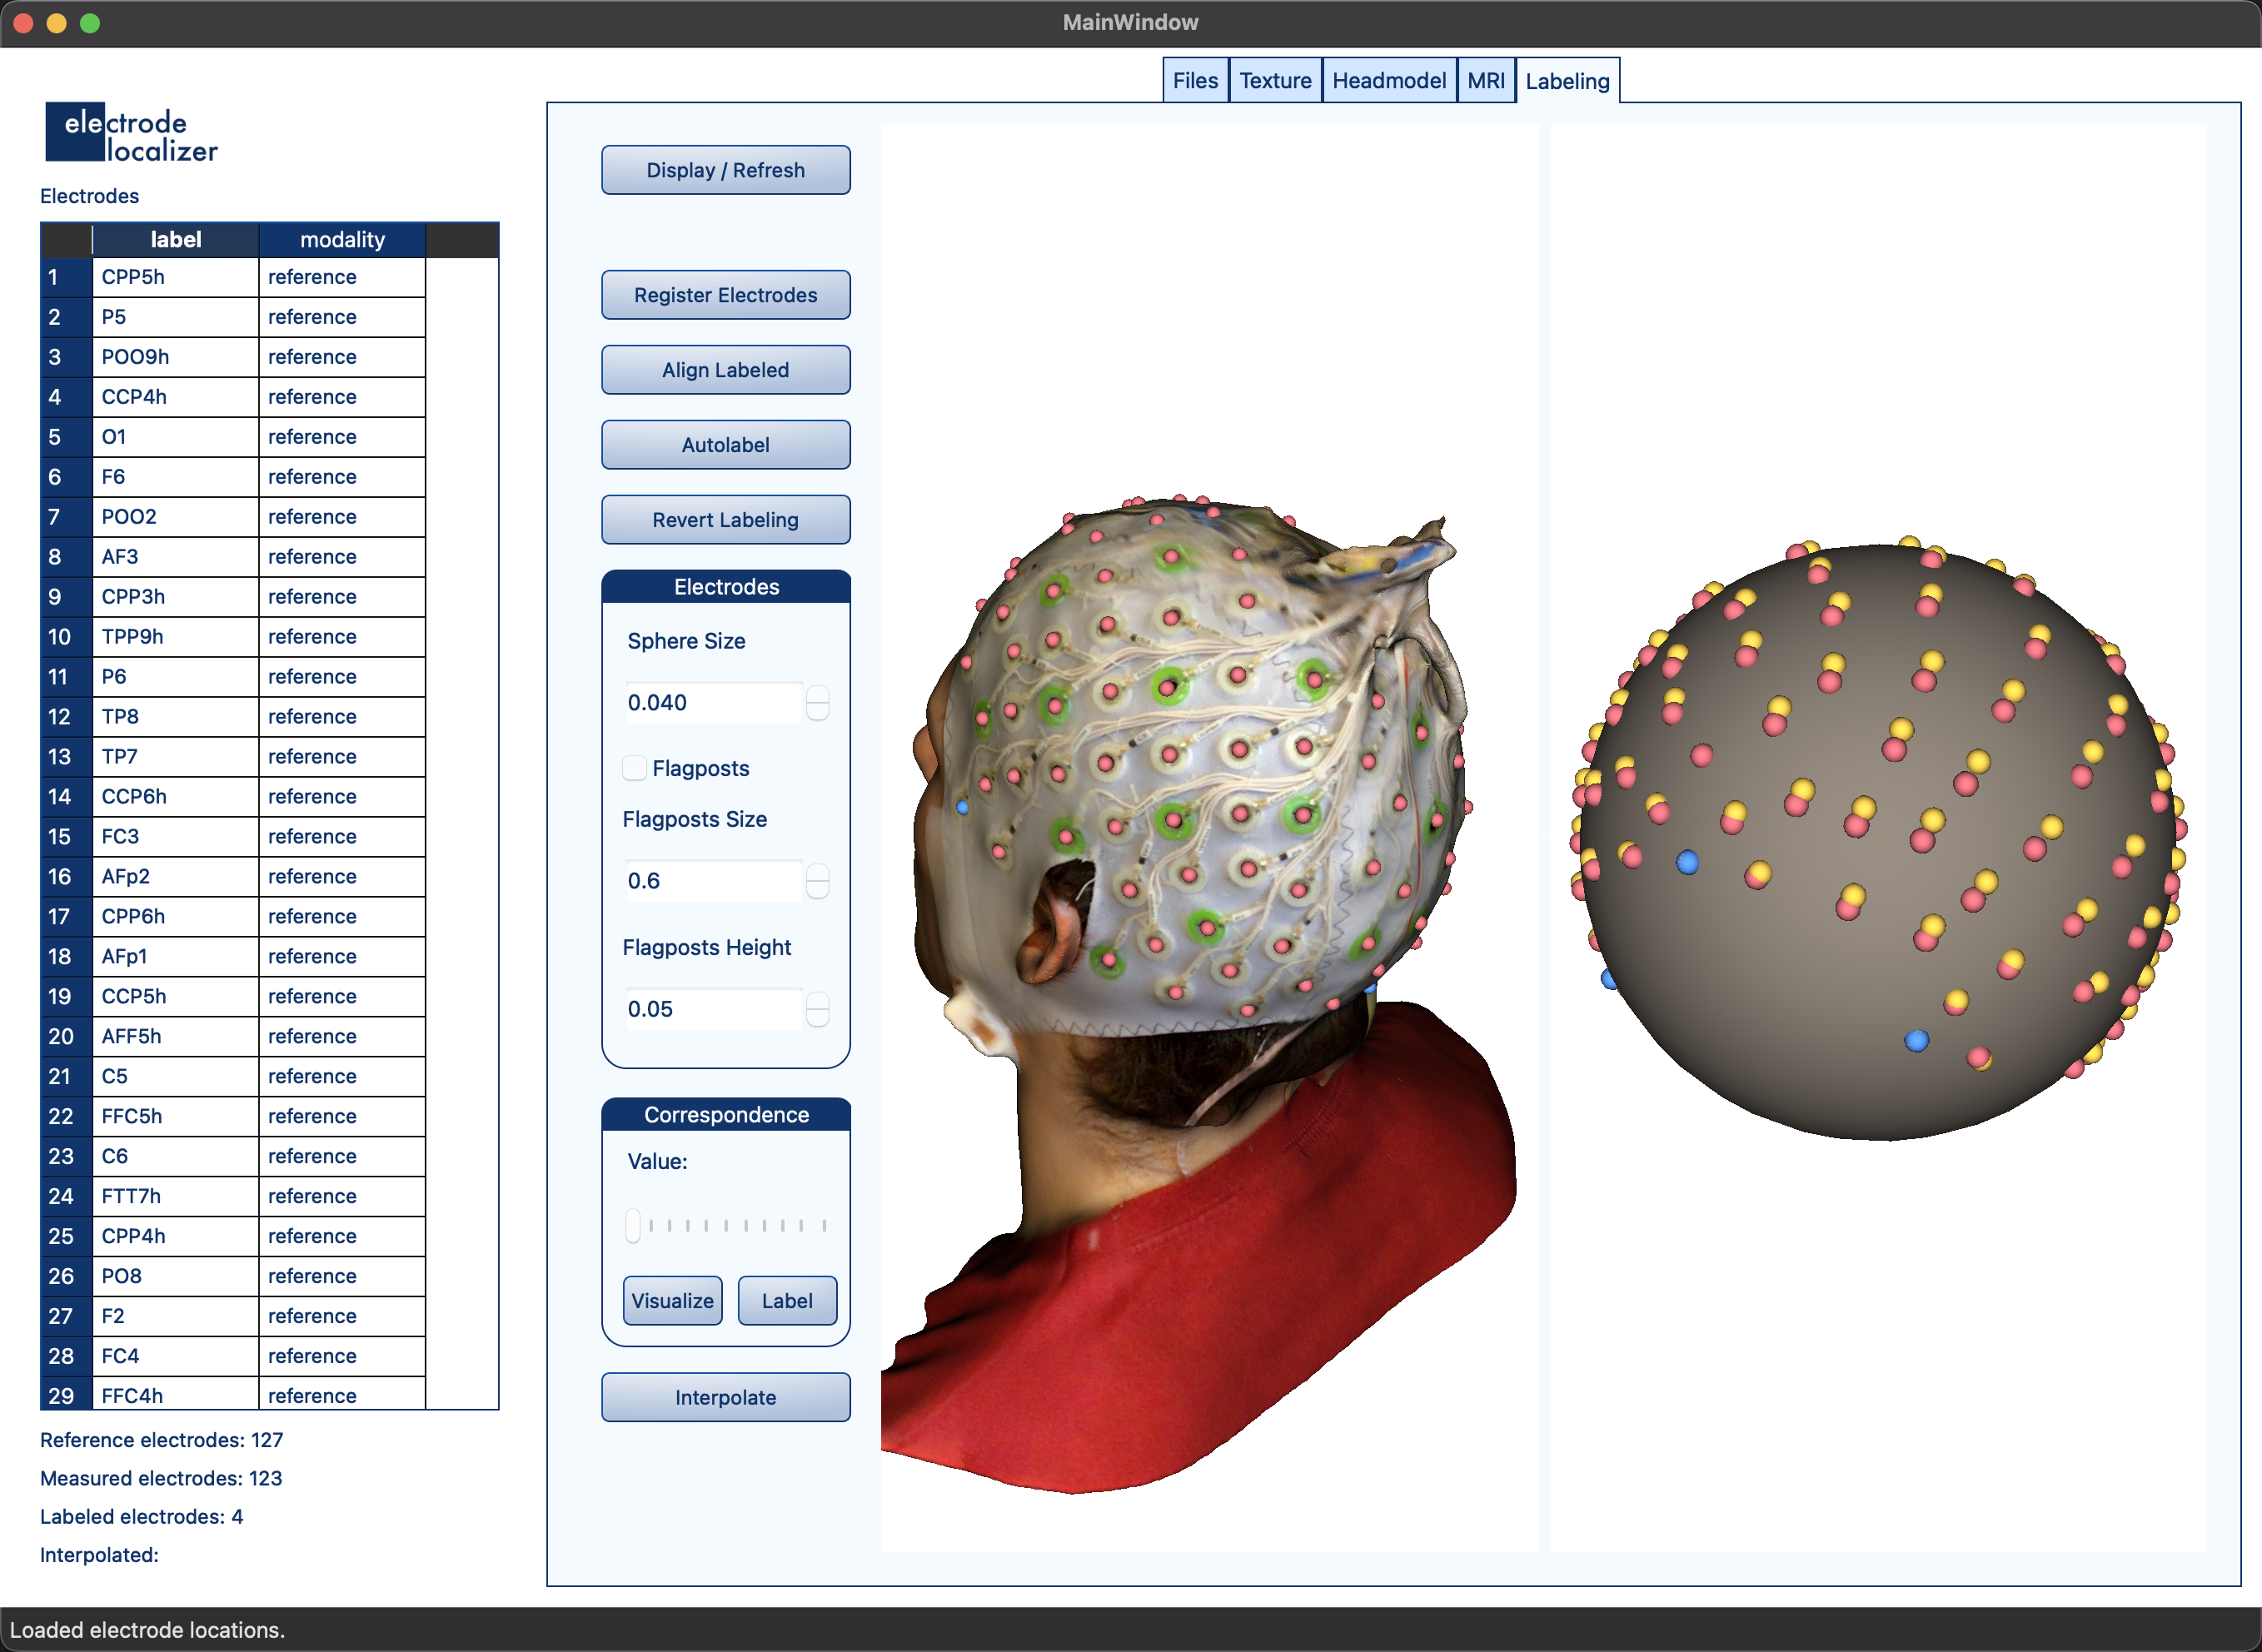 MainWindow
Files Texture Headmodel MRI Labeling
electrode
localizer
Electrodes
label modality
1 CPP5h reference
2 P5 reference
3 POO9h reference
4 CCP4h reference
5 O1 reference
6 F6 reference
7 POO2 reference
8 AF3 reference
9 CPP3h reference
10 TPP9h reference
11 P6 reference
12 TP8 reference
13 TP7 reference
14 CCP6h reference
15 FC3 reference
16 AFp2 reference
17 CPP6h reference
18 AFp1 reference
19 CCP5h reference
20 AFF5h reference
21 C5 reference
22 FFC5h reference
23 C6 reference
24 FTT7h reference
25 CPP4h reference
26 PO8 reference
27 F2 reference
28 FC4 reference
29 FFC4h reference
Reference electrodes: 127
Measured electrodes: 123
Labeled electrodes: 4
Interpolated:
Display / Refresh
Register Electrodes
Align Labeled
Autolabel
Revert Labeling
Electrodes
Sphere Size
0.040
Flagposts
Flagposts Size
0.6
Flagposts Height
0.05
Correspondence
Value:
Visualize Label
Interpolate
Loaded electrode locations.